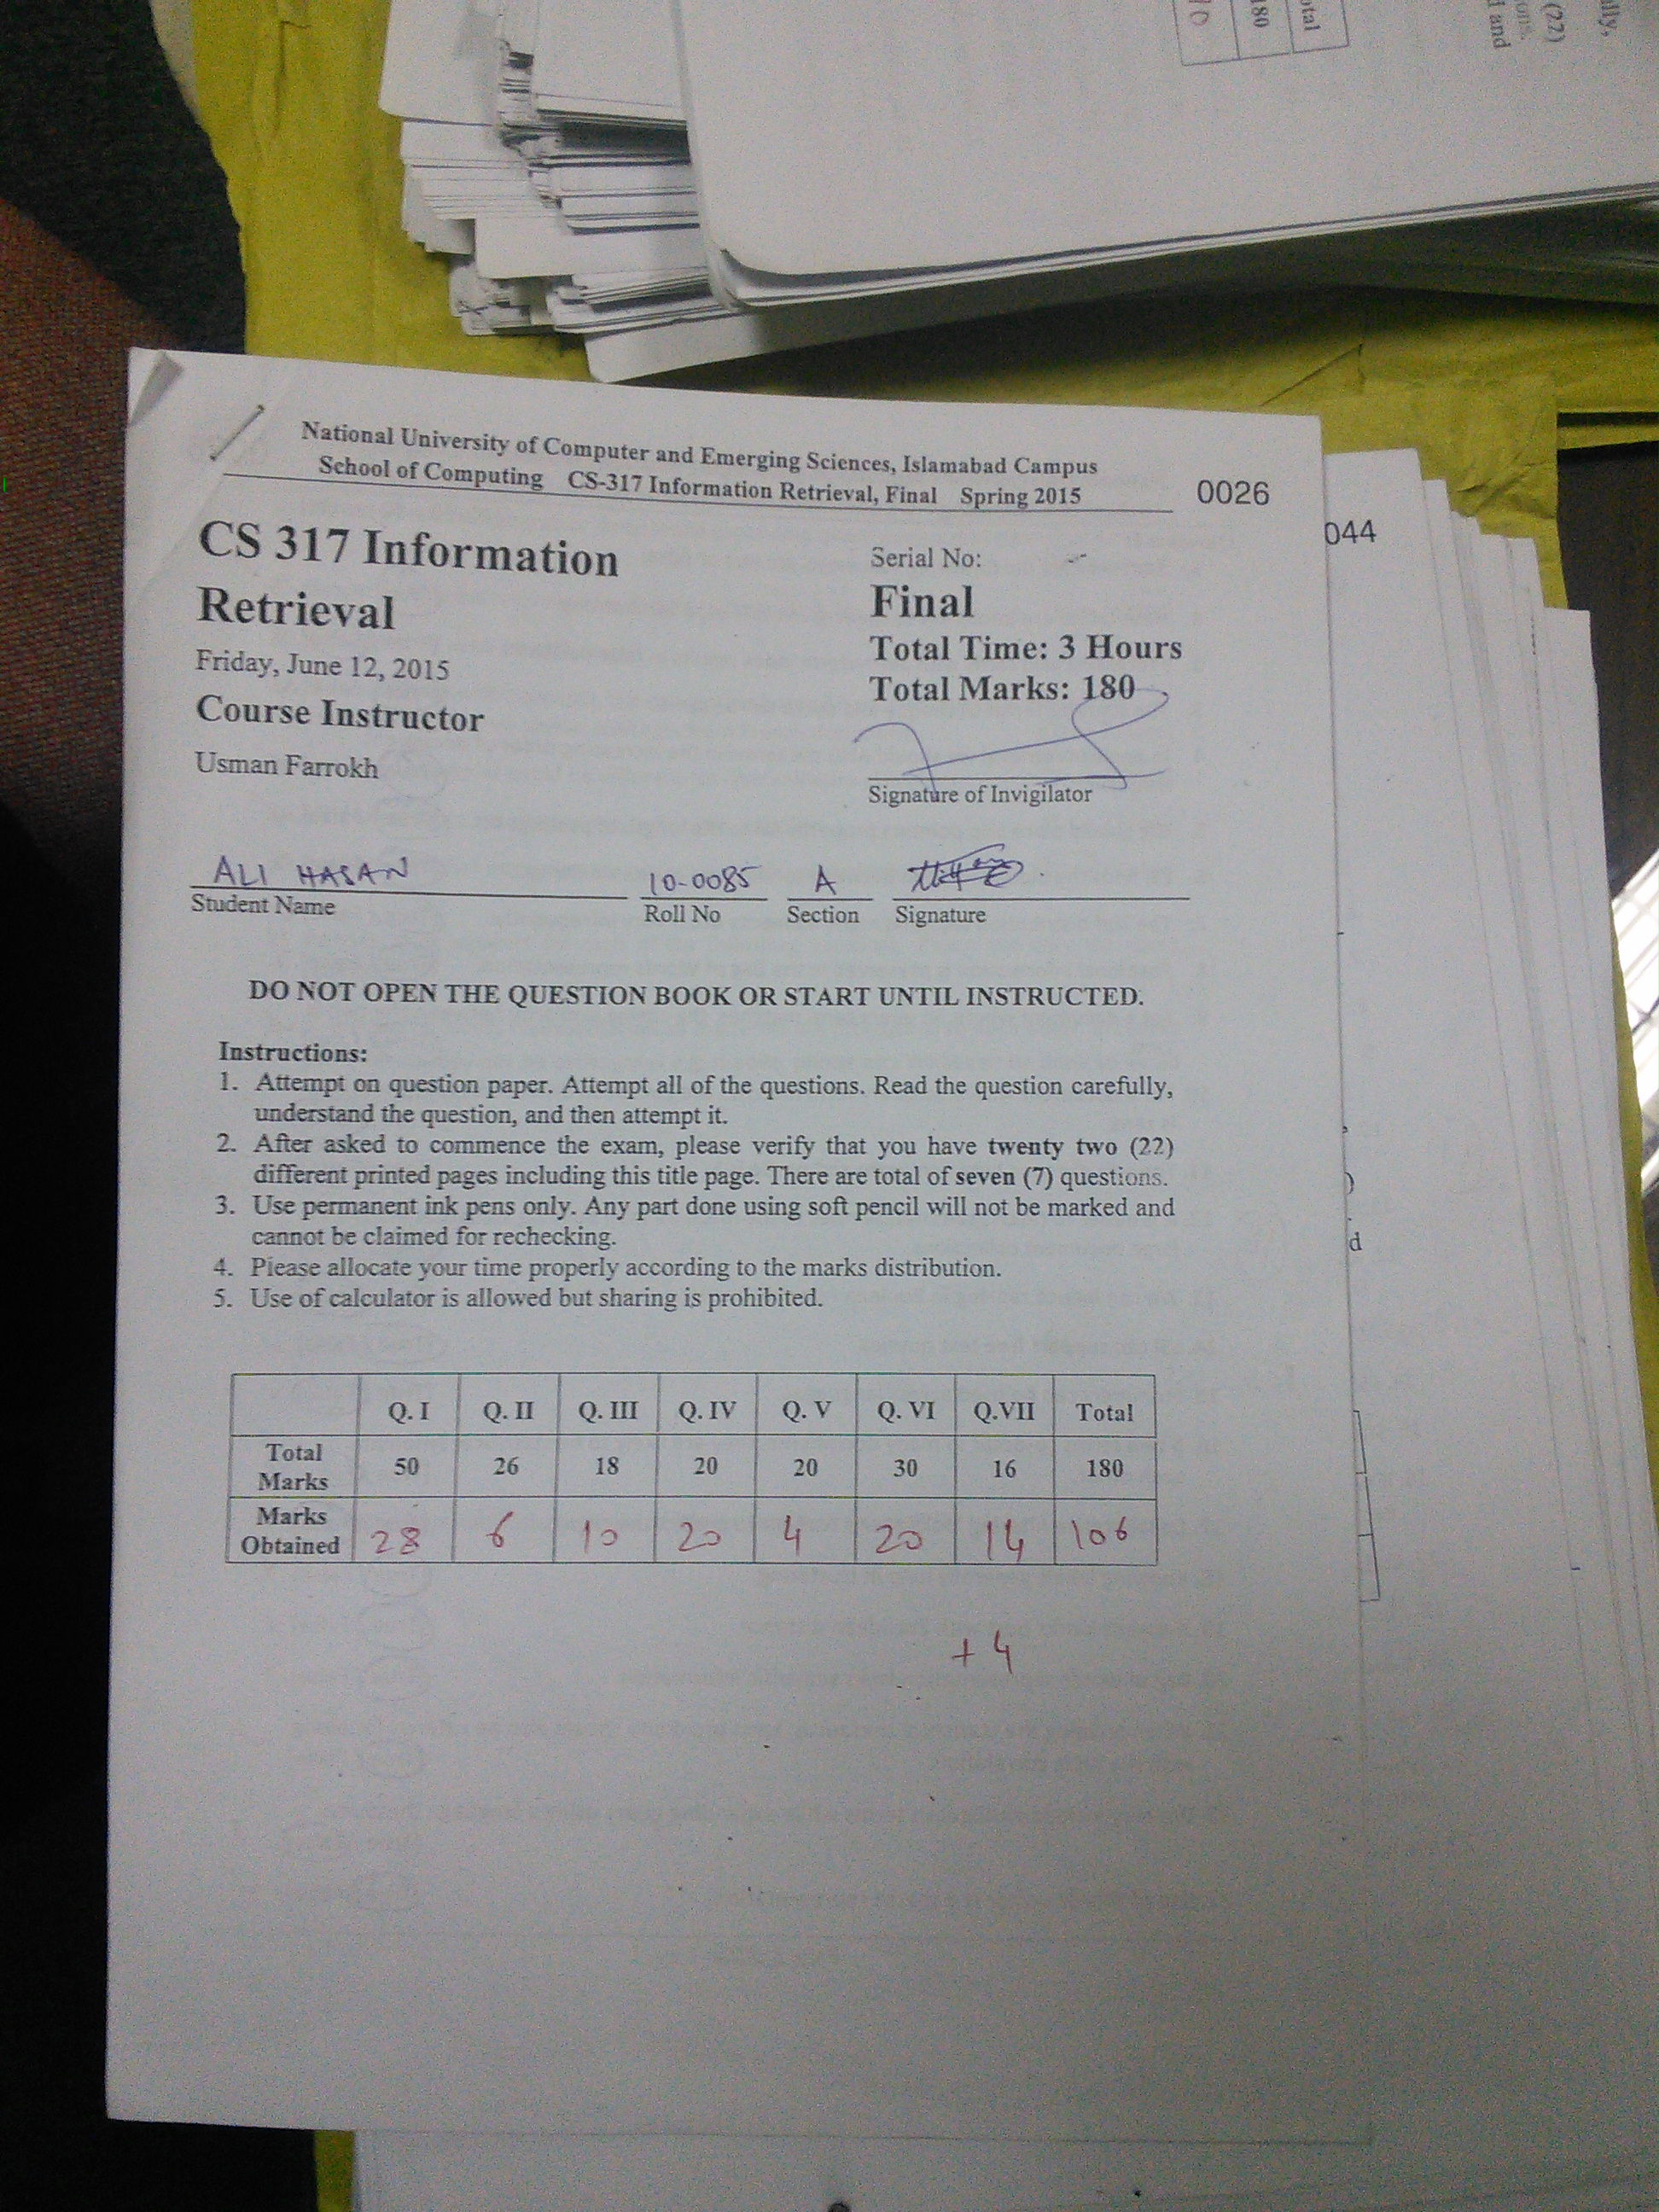 otal
180
10
ally,
(22)
ons.
d and
National University of Computer and Emerging Sciences, Islamabad Campus
School of Computing CS-317 Information Retrieval, Final Spring 2015
0026
044
CS 317 Information
Retrieval
Friday, June 12, 2015
Course Instructor
Usman Farrokh
Serial No:
Final
Total Time: 3 Hours
Total Marks: 180
Signature of Invigilator
ALI HASAN 10-0085 A
Student Name Roll No Section Signature
DO NOT OPEN THE QUESTION BOOK OR START UNTIL INSTRUCTED.
Instructions:
1. Attempt on question paper. Attempt all of the questions. Read the question carefully,
understand the question, and then attempt it.
2. After asked to commence the exam, please verify that you have twenty two (22)
different printed pages including this title page. There are total of seven (7) questions.
3. Use permanent ink pens only. Any part done using soft pencil will not be marked and
cannot be claimed for rechecking.
4. Please allocate your time properly according to the marks distribution.
5. Use of calculator is allowed but sharing is prohibited.
d
Q. I Q. II Q. III Q. IV Q. V Q. VI Q.VII Total
Total
Marks
50 26 18 20 20 30 16 180
Marks
Obtained
28 6 10 20 4 20 14 106
+4